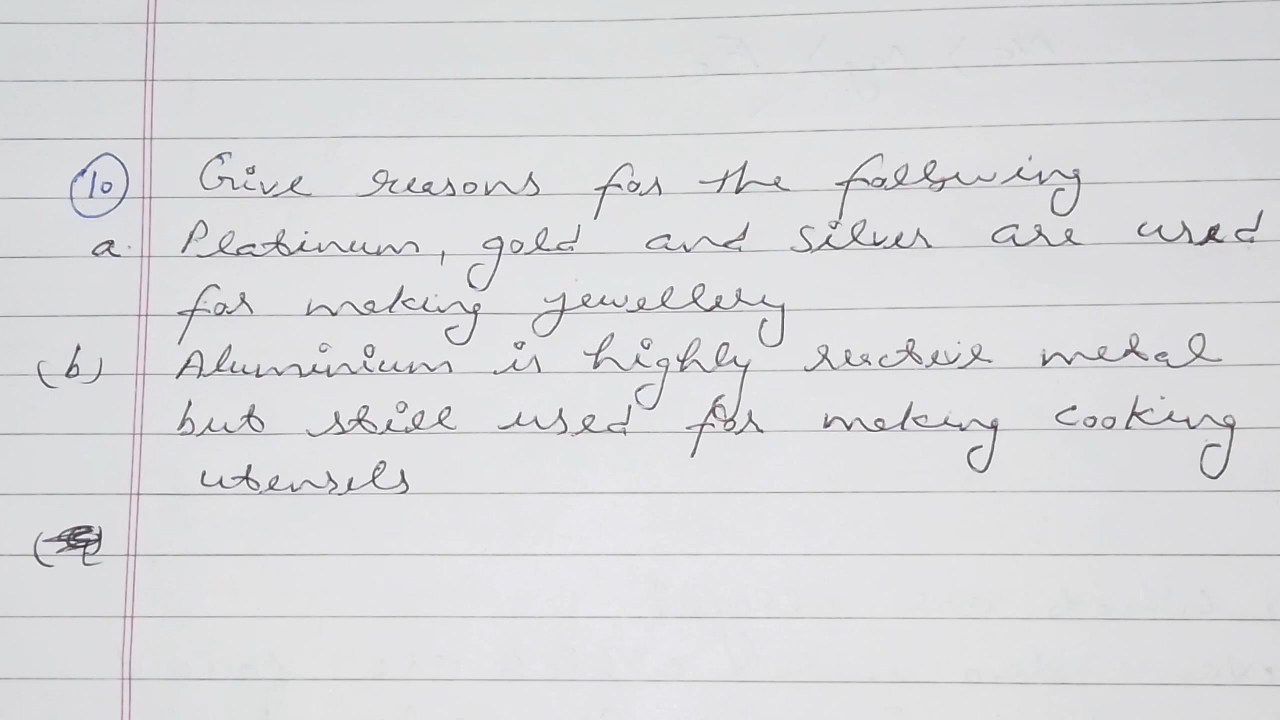 10 Give reasons for the following
a. Platinum, gold and silver are used
for making jewellery
(b) Aluminium is highly reactive metal
but still used for making cooking
utensils
(